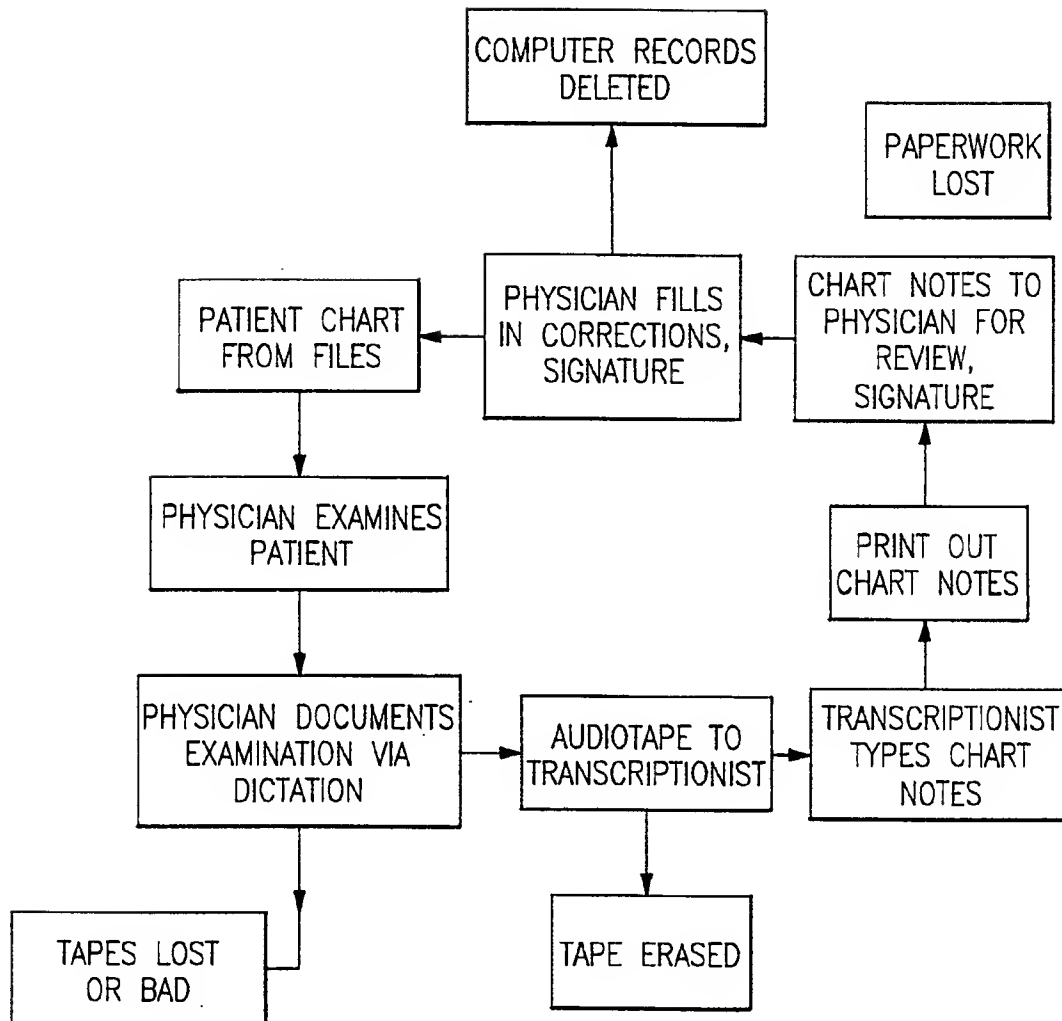 COMPUTER RECORDS
DELETED
PAPERWORK
LOST
PATIENT CHART
FROM FILES
PHYSICIAN FILLS
IN CORRECTIONS,
SIGNATURE
CHART NOTES TO
PHYSICIAN FOR
REVIEW,
SIGNATURE
PHYSICIAN EXAMINES
PATIENT
PRINT OUT
CHART NOTES
PHYSICIAN DOCUMENTS
EXAMINATION VIA
DICTATION
AUDIOTAPE TO
TRANSCRIPTIONIST
TRANSCRIPTIONIST
TYPES CHART
NOTES
TAPES LOST
OR BAD
TAPE ERASED